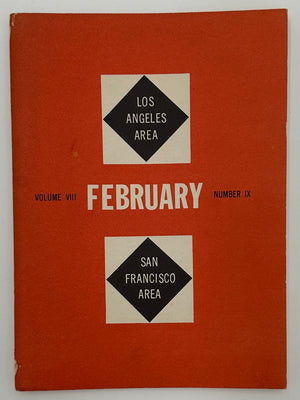 LOS
ANGELES
AREA
VOLUME VIII FEBRUARY NUMBER IX
SAN
FRANCISCO
AREA